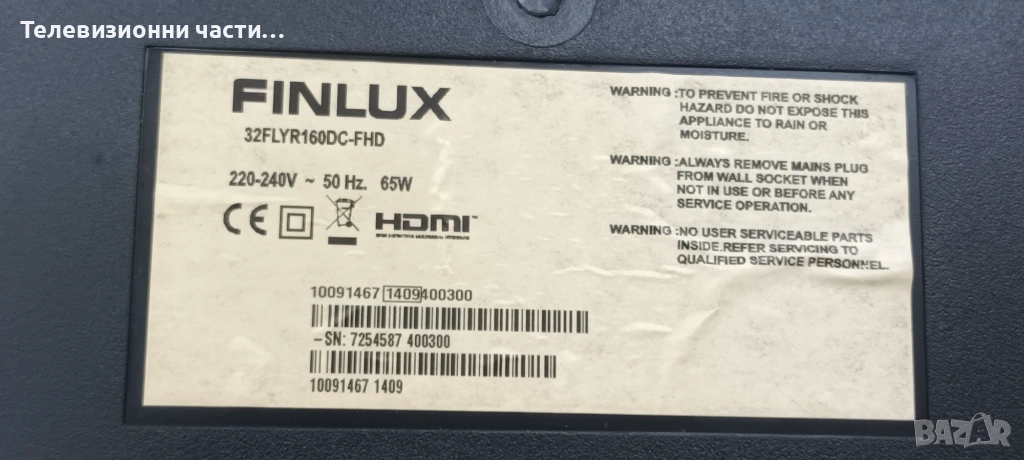 Телевизионни части...
FINLUX
32FLYR160DC-FHD
220-240V ~ 50 Hz. 65W
CE
HDMI™
WARNING :TO PREVENT FIRE OR SHOCK
HAZARD DO NOT EXPOSE THIS
APPLIANCE TO RAIN OR
MOISTURE.
WARNING :ALWAYS REMOVE MAINS PLUG
FROM WALL SOCKET WHEN
NOT IN USE OR BEFORE ANY
SERVICE OPERATION.
WARNING :NO USER SERVICEABLE PARTS
INSIDE.REFER SERVICING TO
QUALIFIED SERVICE PERSONNEL.
10091467 1409400300
-SN: 7254587 400300
10091467 1409
BAZAR